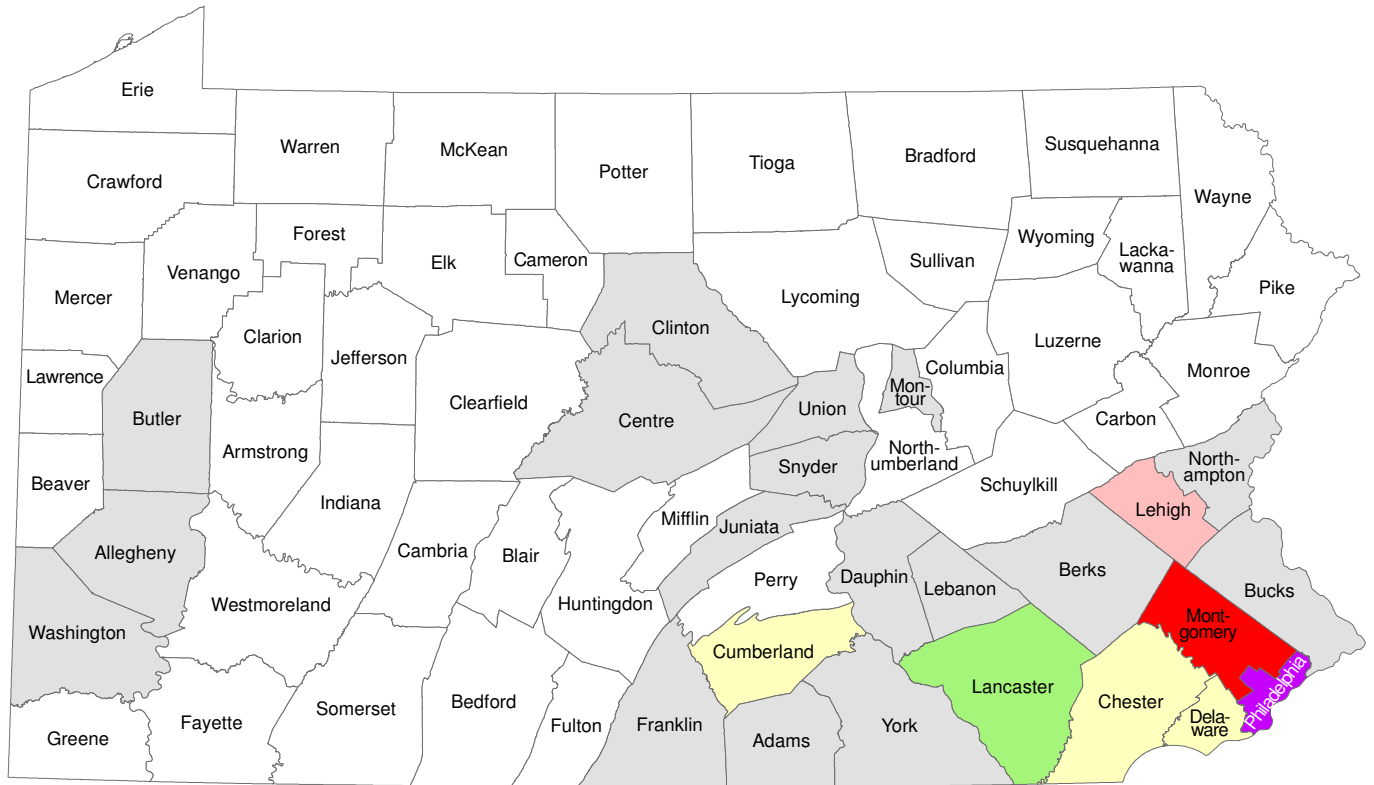 Erie
Warren
McKean
Potter
Tioga
Bradford
Susquehanna
Crawford
Wayne
Forest
Venango
Elk
Cameron
Wyoming
Lacka-
wanna
Sullivan
Mercer
Lycoming
Pike
Clarion
Clinton
Jefferson
Luzerne
Lawrence
Columbia
Monroe
Butler
Clearfield
Centre
Union
Mon-
tour
Carbon
Armstrong
North-
umberland
Snyder
North-
ampton
Beaver
Indiana
Schuylkill
Lehigh
Mifflin
Juniata
Allegheny
Cambria
Blair
Perry
Dauphin
Lebanon
Berks
Bucks
Westmoreland
Huntingdon
Washington
Mont-
gomery
Cumberland
Lancaster
Philadelphia
Chester
Dela-
ware
Bedford
Somerset
Fayette
Fulton
Franklin
York
Greene
Adams